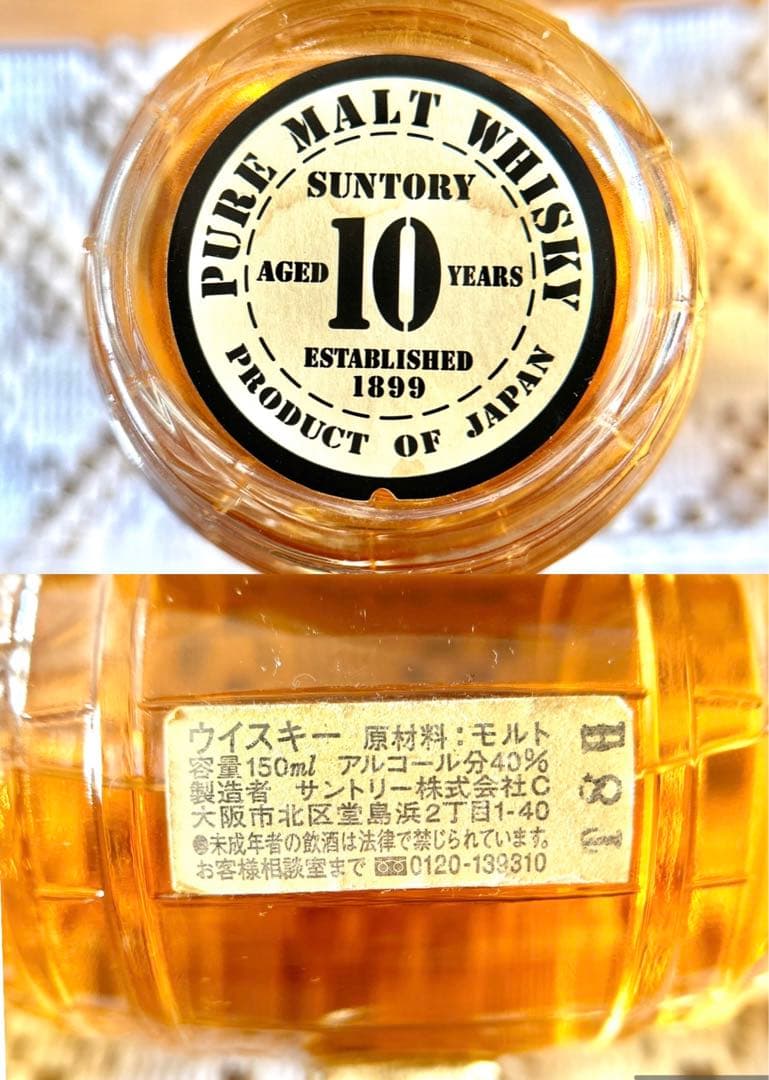 PURE MALT WHISKY
SUNTORY
AGED 10 YEARS
ESTABLISHED
1899
PRODUCT OF JAPAN
ウイスキー 原材料：モルト
容量150ml アルコール分40%
製造者 サントリー株式会社C
大阪市北区堂島浜2丁目1-40
●未成年者の飲酒は法律で禁じられています。
お客様相談室まで 0120-139310